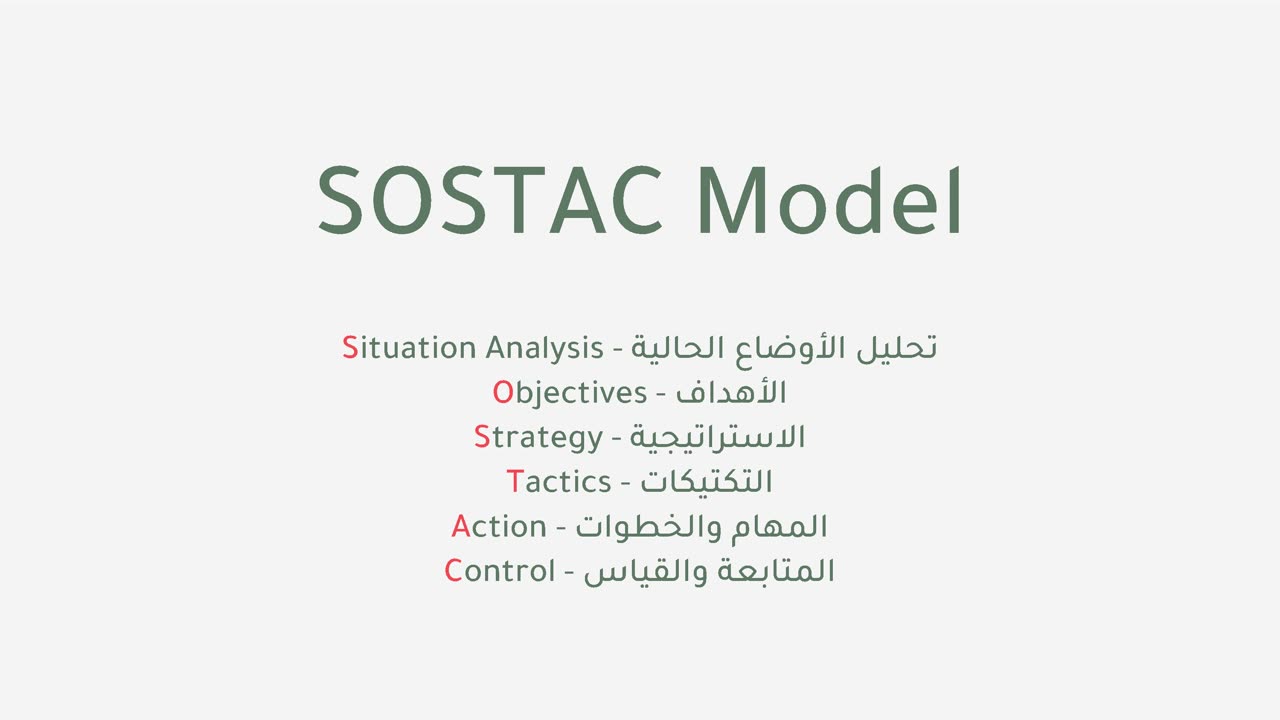 SOSTAC Model
Situation Analysis - تحليل الأوضاع الحالية
Objectives - الأهداف
Strategy - الاستراتيجية
Tactics - التكتيكات
Action - المهام والخطوات
Control - المتابعة والقياس